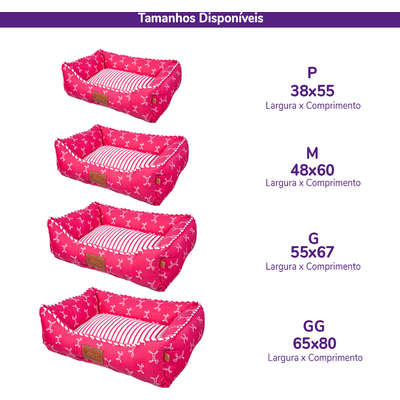 Tamanhos Disponíveis
P
38x55
Largura x Comprimento
M
48x60
Largura x Comprimento
G
55x67
Largura x Comprimento
GG
65x80
Largura x Comprimento